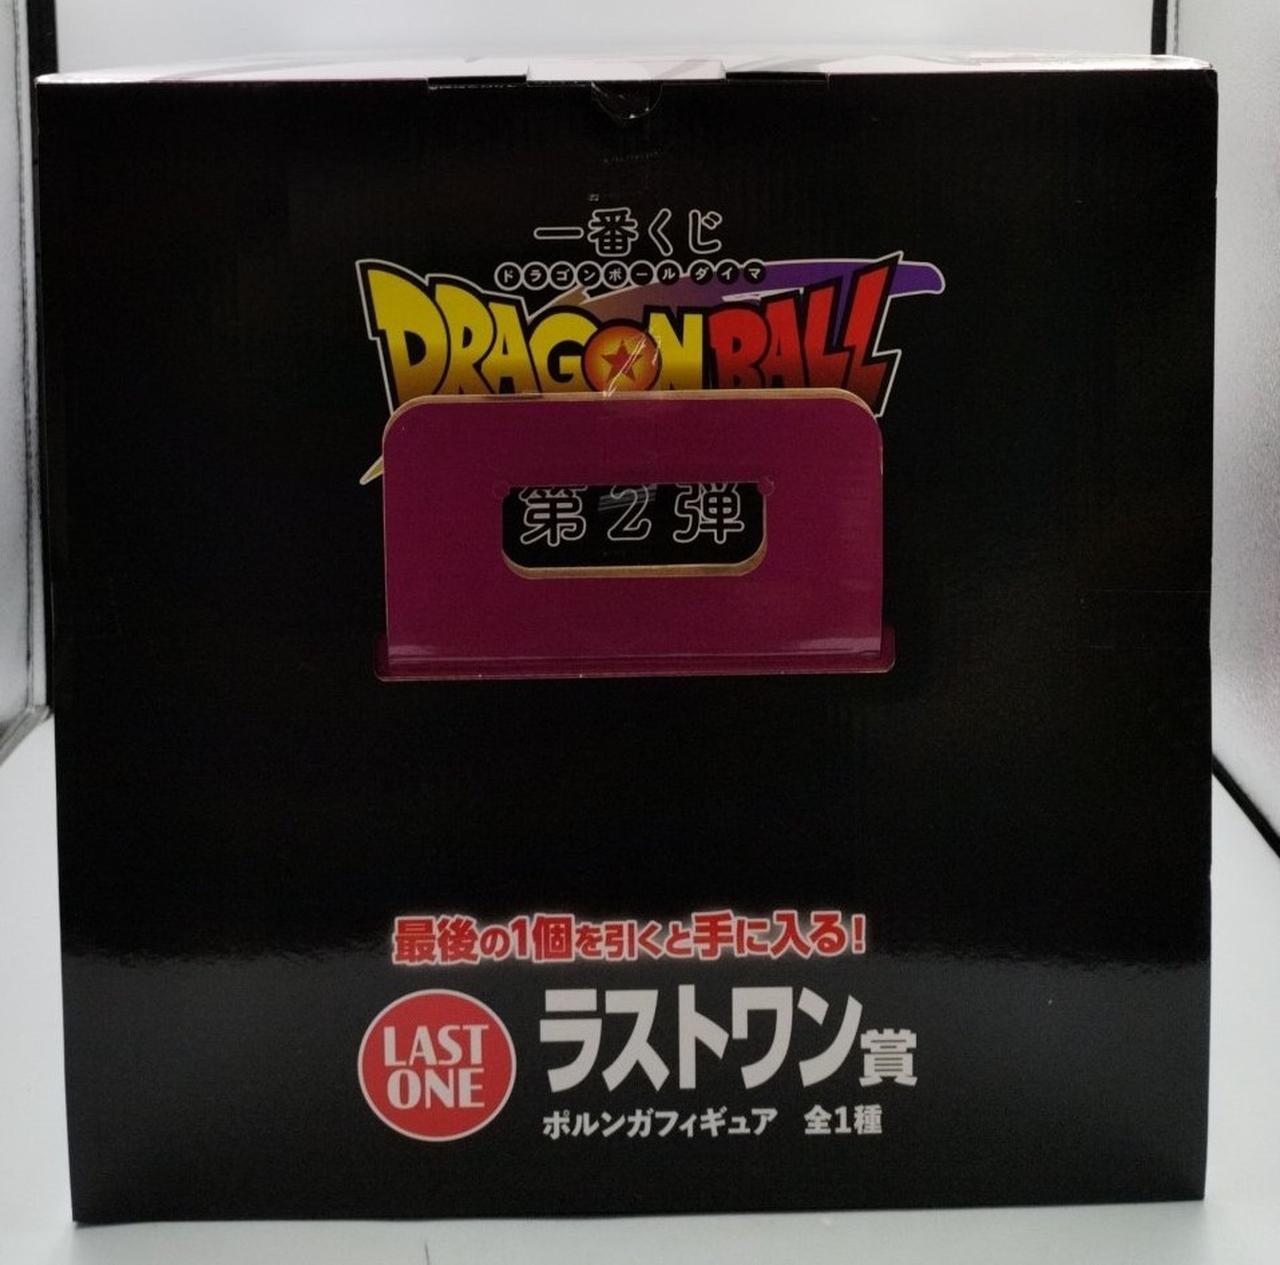 一番くじ
ドラゴンボール ダイマ
DRAGON BALL
第2弾
最後の1個を引くと手に入る!
LAST
ONE
ラストワン賞
ポルンガフィギュア 全1種